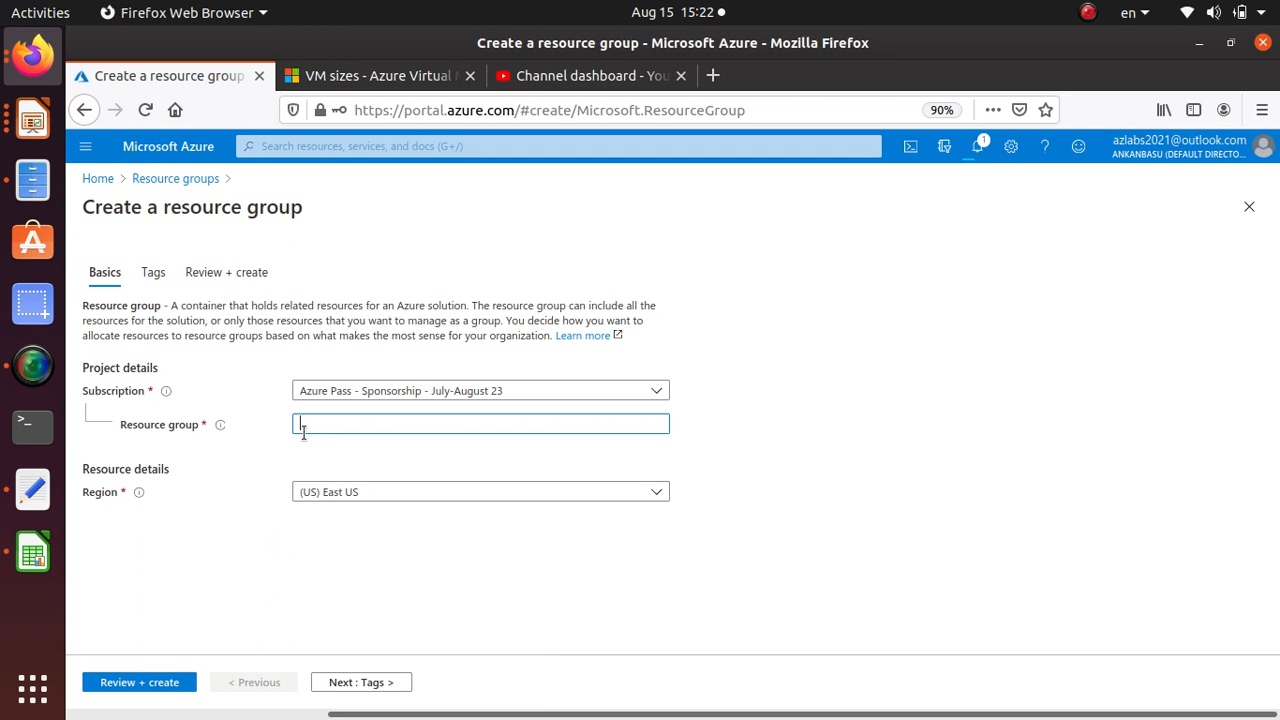 Activities Firefox Web Browser Aug 15 15:22 en
Create a resource group - Microsoft Azure - Mozilla Firefox
Create a resource group VM sizes - Azure Virtual Channel dashboard - You
https://portal.azure.com/#create/Microsoft.ResourceGroup 90%
Microsoft Azure Search resources, services, and docs (G+/) 1 azlabs2021@outlook.com
ANKANBASU (DEFAULT DIRECTO...
Home > Resource groups >
Create a resource group
Basics Tags Review + create
Resource group - A container that holds related resources for an Azure solution. The resource group can include all the
resources for the solution, or only those resources that you want to manage as a group. You decide how you want to
allocate resources to resource groups based on what makes the most sense for your organization. Learn more
Project details
Subscription * Azure Pass - Sponsorship - July-August 23
Resource group *
Resource details
Region * (US) East US
Review + create < Previous Next : Tags >